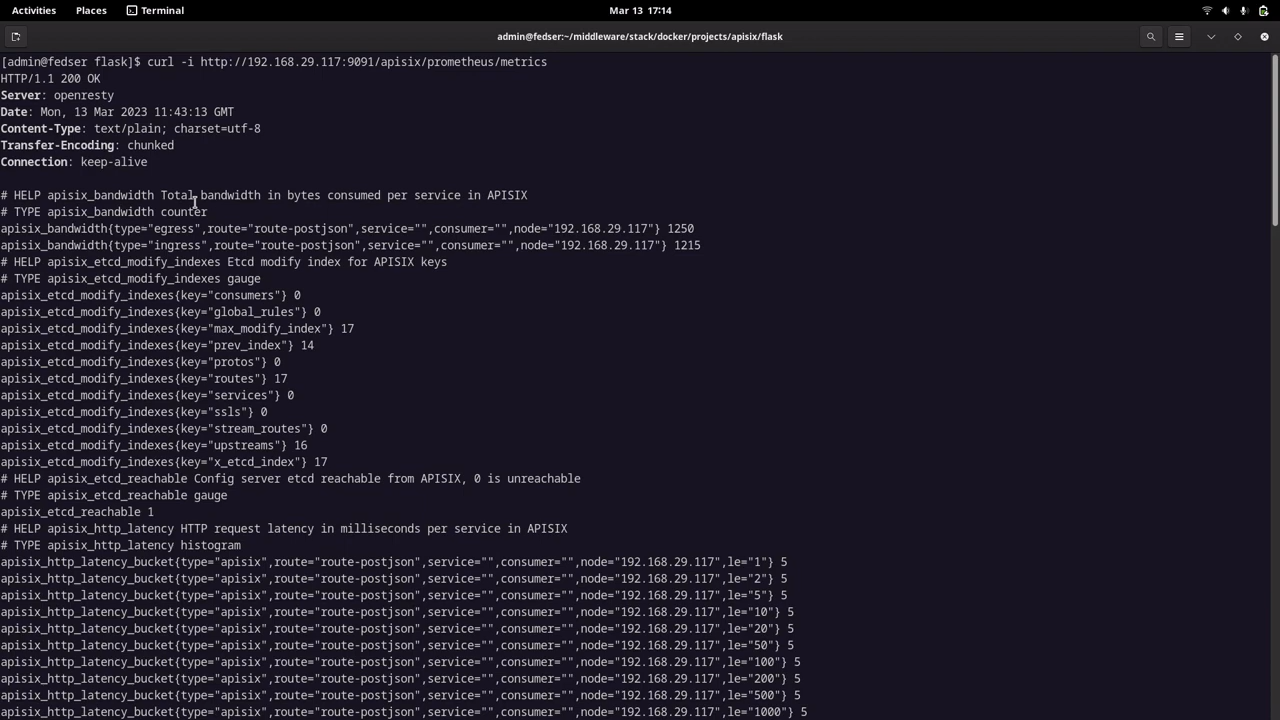 Activities Places Terminal Mar 13 17:14
admin@fedser:~/middleware/stack/docker/projects/apisix/flask
[admin@fedser flask]$ curl -i http://192.168.29.117:9091/apisix/prometheus/metrics
HTTP/1.1 200 OK
Server: openresty
Date: Mon, 13 Mar 2023 11:43:13 GMT
Content-Type: text/plain; charset=utf-8
Transfer-Encoding: chunked
Connection: keep-alive
# HELP apisix_bandwidth Total bandwidth in bytes consumed per service in APISIX
# TYPE apisix_bandwidth counter
apisix_bandwidth{type="egress",route="route-postjson",service="",consumer="",node="192.168.29.117"} 1250
apisix_bandwidth{type="ingress",route="route-postjson",service="",consumer="",node="192.168.29.117"} 1215
# HELP apisix_etcd_modify_indexes Etcd modify index for APISIX keys
# TYPE apisix_etcd_modify_indexes gauge
apisix_etcd_modify_indexes{key="consumers"} 0
apisix_etcd_modify_indexes{key="global_rules"} 0
apisix_etcd_modify_indexes{key="max_modify_index"} 17
apisix_etcd_modify_indexes{key="prev_index"} 14
apisix_etcd_modify_indexes{key="protos"} 0
apisix_etcd_modify_indexes{key="routes"} 17
apisix_etcd_modify_indexes{key="services"} 0
apisix_etcd_modify_indexes{key="ssls"} 0
apisix_etcd_modify_indexes{key="stream_routes"} 0
apisix_etcd_modify_indexes{key="upstreams"} 16
apisix_etcd_modify_indexes{key="x_etcd_index"} 17
# HELP apisix_etcd_reachable Config server etcd reachable from APISIX, 0 is unreachable
# TYPE apisix_etcd_reachable gauge
apisix_etcd_reachable 1
# HELP apisix_http_latency HTTP request latency in milliseconds per service in APISIX
# TYPE apisix_http_latency histogram
apisix_http_latency_bucket{type="apisix",route="route-postjson",service="",consumer="",node="192.168.29.117",le="1"} 5
apisix_http_latency_bucket{type="apisix",route="route-postjson",service="",consumer="",node="192.168.29.117",le="2"} 5
apisix_http_latency_bucket{type="apisix",route="route-postjson",service="",consumer="",node="192.168.29.117",le="5"} 5
apisix_http_latency_bucket{type="apisix",route="route-postjson",service="",consumer="",node="192.168.29.117",le="10"} 5
apisix_http_latency_bucket{type="apisix",route="route-postjson",service="",consumer="",node="192.168.29.117",le="20"} 5
apisix_http_latency_bucket{type="apisix",route="route-postjson",service="",consumer="",node="192.168.29.117",le="50"} 5
apisix_http_latency_bucket{type="apisix",route="route-postjson",service="",consumer="",node="192.168.29.117",le="100"} 5
apisix_http_latency_bucket{type="apisix",route="route-postjson",service="",consumer="",node="192.168.29.117",le="200"} 5
apisix_http_latency_bucket{type="apisix",route="route-postjson",service="",consumer="",node="192.168.29.117",le="500"} 5
apisix_http_latency_bucket{type="apisix",route="route-postjson",service="",consumer="",node="192.168.29.117",le="1000"} 5